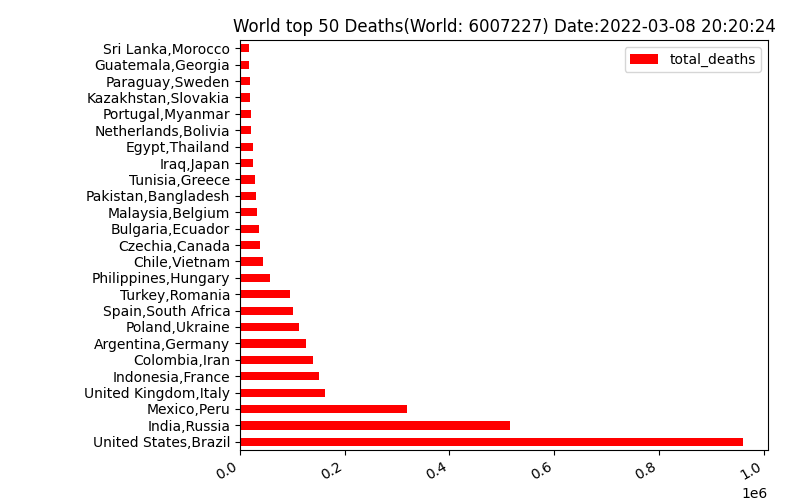 World top 50 Deaths(World: 6007227) Date:2022-03-08 20:20:24
total_deaths
Sri Lanka,Morocco
Guatemala,Georgia
Paraguay,Sweden
Kazakhstan,Slovakia
Portugal,Myanmar
Netherlands,Bolivia
Egypt,Thailand
Iraq,Japan
Tunisia,Greece
Pakistan,Bangladesh
Malaysia,Belgium
Bulgaria,Ecuador
Czechia,Canada
Chile,Vietnam
Philippines,Hungary
Turkey,Romania
Spain,South Africa
Poland,Ukraine
Argentina,Germany
Colombia,Iran
Indonesia,France
United Kingdom,Italy
Mexico,Peru
India,Russia
United States,Brazil
0.0 0.2 0.4 0.6 0.8 1.0
1e6